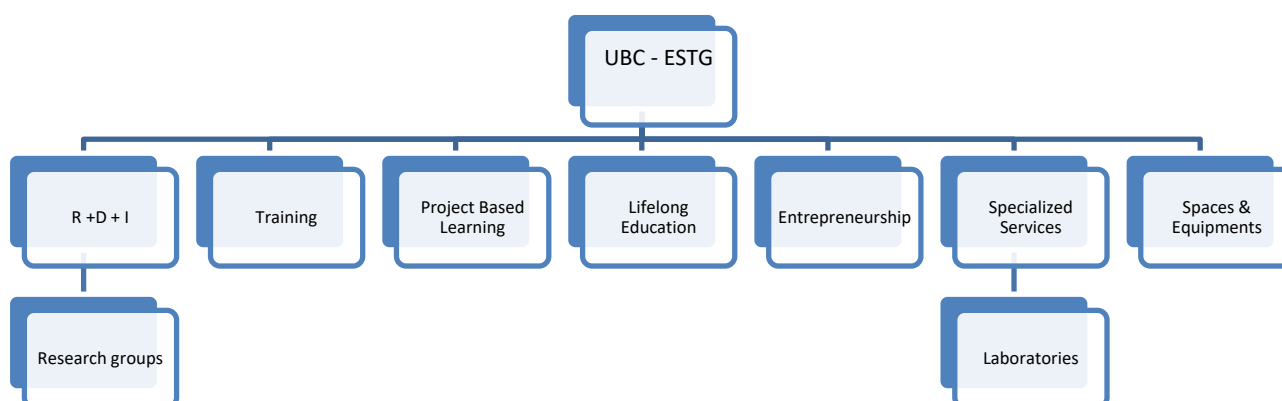 UBC - ESTG
R +D + I
Training
Project Based
Learning
Lifelong
Education
Entrepreneurship
Specialized
Services
Spaces &
Equipments
Research groups
Laboratories